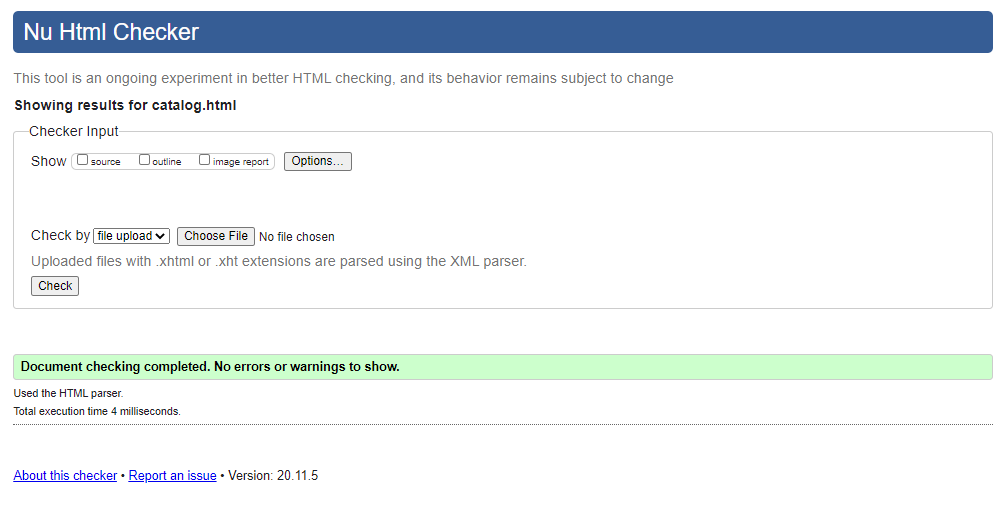 Nu Html Checker
This tool is an ongoing experiment in better HTML checking, and its behavior remains subject to change
Showing results for catalog.html
Checker Input
Show source outline image report Options...
Check by file upload Choose File No file chosen
Uploaded files with .xhtml or .xht extensions are parsed using the XML parser.
Check
Document checking completed. No errors or warnings to show.
Used the HTML parser.
Total execution time 4 milliseconds.
About this checker • Report an issue • Version: 20.11.5